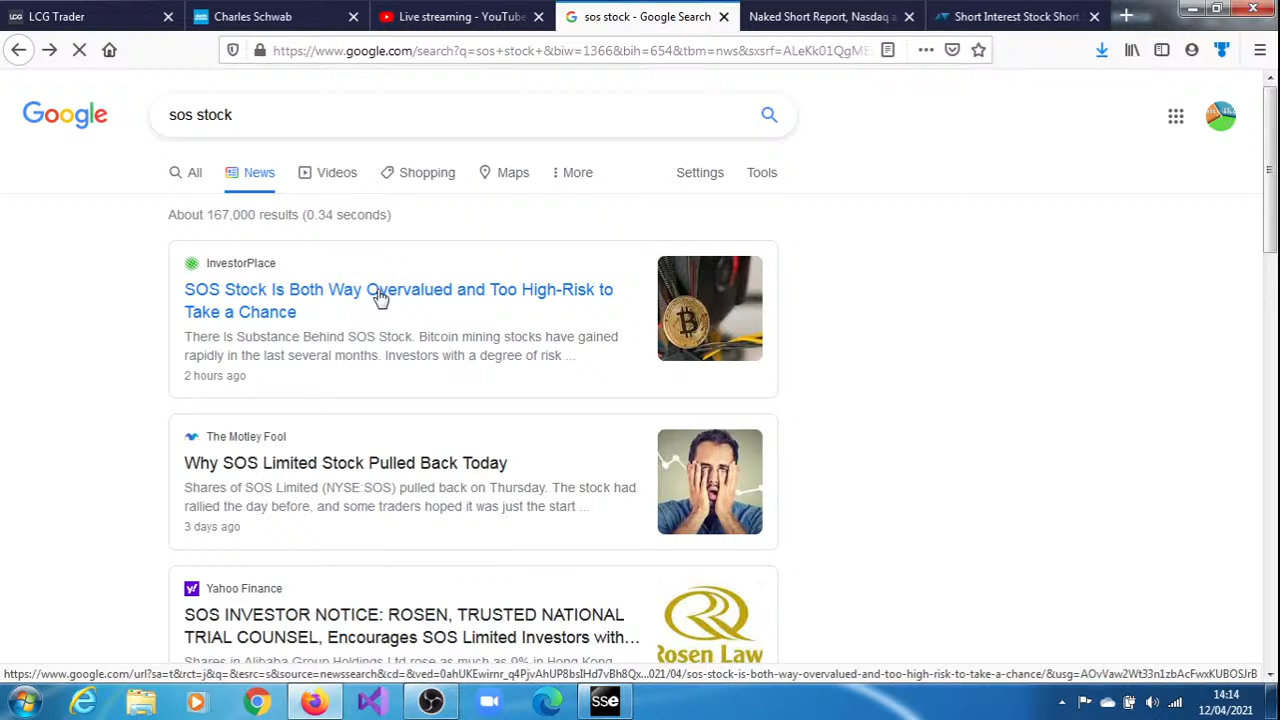 LCG Trader
Charles Schwab
Live streaming - YouTube
sos stock - Google Search
Naked Short Report, Nasdaq a
Short Interest Stock Short
https://www.google.com/search?q=sos+stock+&biw=1366&bih=654&tbm=nws&sxsrf=ALeKk01QgME
Google
sos stock
All
News
Videos
Shopping
Maps
More
Settings
Tools
About 167,000 results (0.34 seconds)
InvestorPlace
SOS Stock Is Both Way Overvalued and Too High-Risk to
Take a Chance
There Is Substance Behind SOS Stock. Bitcoin mining stocks have gained
rapidly in the last several months. Investors with a degree of risk ...
2 hours ago
The Motley Fool
Why SOS Limited Stock Pulled Back Today
Shares of SOS Limited (NYSE:SOS) pulled back on Thursday. The stock had
rallied the day before, and some traders hoped it was just the start ...
3 days ago
Yahoo Finance
SOS INVESTOR NOTICE: ROSEN, TRUSTED NATIONAL
TRIAL COUNSEL, Encourages SOS Limited Investors with...
Shares in Alibaba Group Holdings Ltd rose as much as 9% in Hong Kong
Rosen Law
https://www.google.com/url?sa=t&rct=j&q=&esrc=s&source=newssearch&cd=&ved=0ahUKEwirnr_q4PjvAhUP8bsIHd7vBh8Qx...021/04/sos-stock-is-both-way-overvalued-and-too-high-risk-to-take-a-chance/&usg=AOvVaw2Wt33n1zbAcFwxKUBOSJrB
sse
14:14
12/04/2021